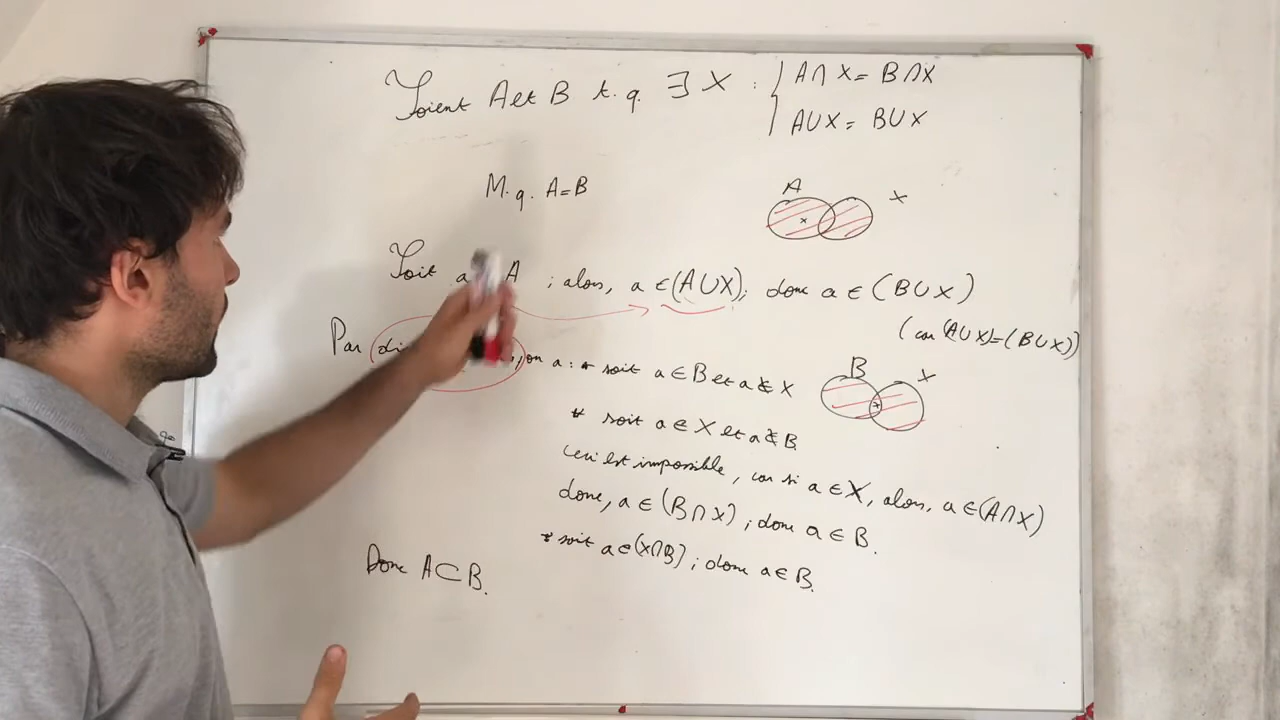 Soient A et B t.q. ∃ X : { A∩X = B∩X
A∪X = B∪X
M.q. A=B
A X
Soit a A ; alors, a ∈ (A∪X); donc a ∈ (B∪X)
(car (A∪X)=(B∪X))
Par di , on a : * soit a ∈ B et a ∉ X
B X
* soit a ∈ X et a ∉ B
ceci est impossible, car si a ∈ X, alors, a ∈ (A∩X)
donc, a ∈ (B∩X) ; donc a ∈ B.
* soit a ∈ (X∩B) ; donc a ∈ B.
Donc A ⊂ B.